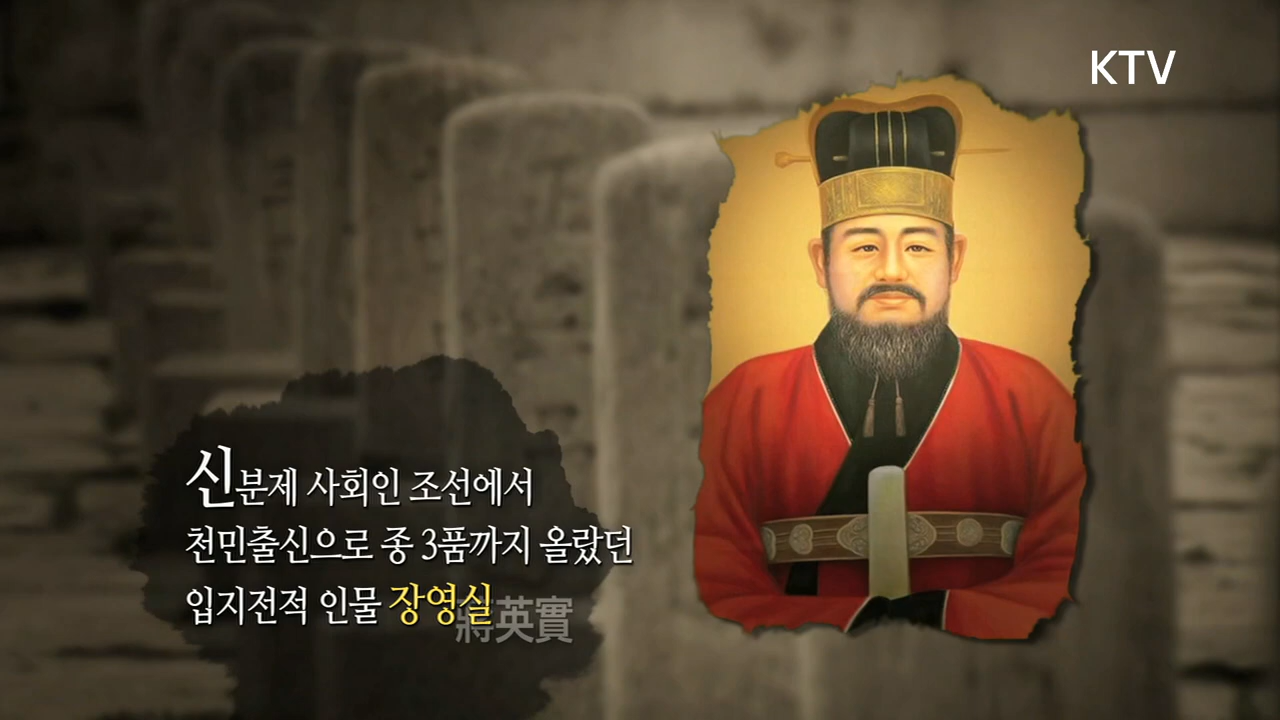 KTV
신분제 사회인 조선에서
천민출신으로 종 3품까지 올랐던
입지전적 인물 장영실
蔣英實